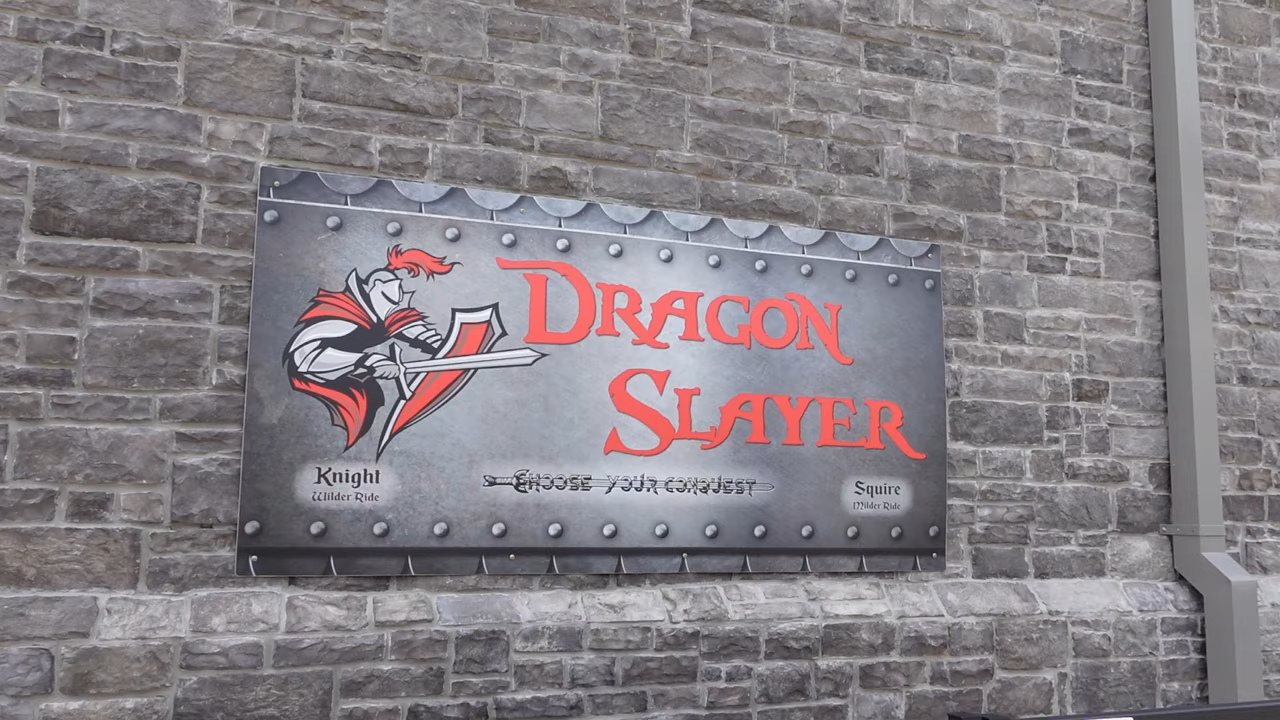 DRAGON
SLAYER
CHOOSE YOUR CONQUEST
Knight
Wilder Ride
Squire
Milder Ride